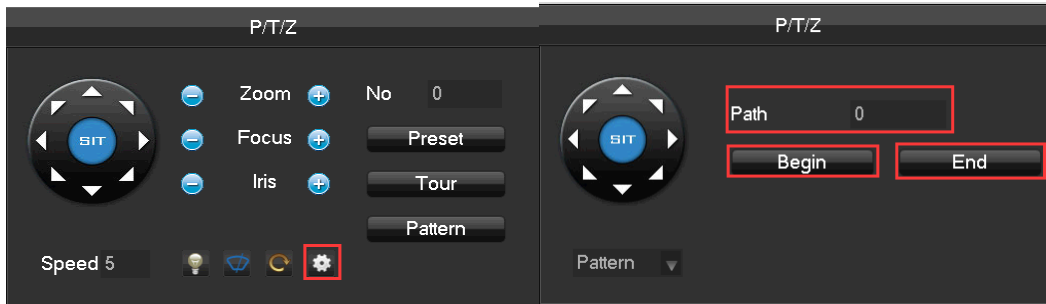 P/T/Z
Zoom
No 0
SIT
Focus
Preset
Iris
Tour
Pattern
Speed 5
P/T/Z
Path 0
SIT
Begin
End
Pattern